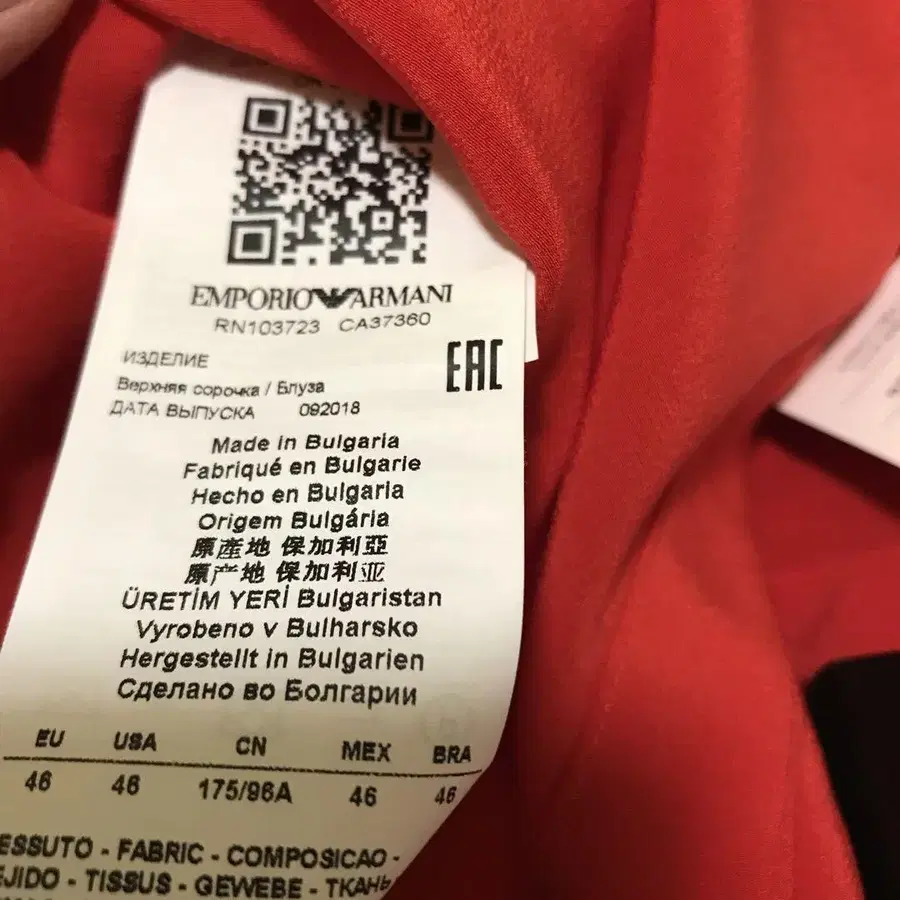 EMPORIO ARMANI
RN103723 CA37360
EAC
ИЗДЕЛИЕ
Верхняя сорочка / Блуза
ДАТА ВЫПУСКА 092018
Made in Bulgaria
Fabriqué en Bulgarie
Hecho en Bulgaria
Origem Bulgária
原產地 保加利亞
原产地 保加利亚
ÜRETİM YERİ Bulgaristan
Vyrobeno v Bulharsko
Hergestellt in Bulgarien
Сделано во Болгарии
EU USA CN MEX BRA
46 46 175/96A 46 46
ESSUTO - FABRIC - COMPOSICAO -
EJIDO - TISSUS - GEWEBE - ТКАНЬ